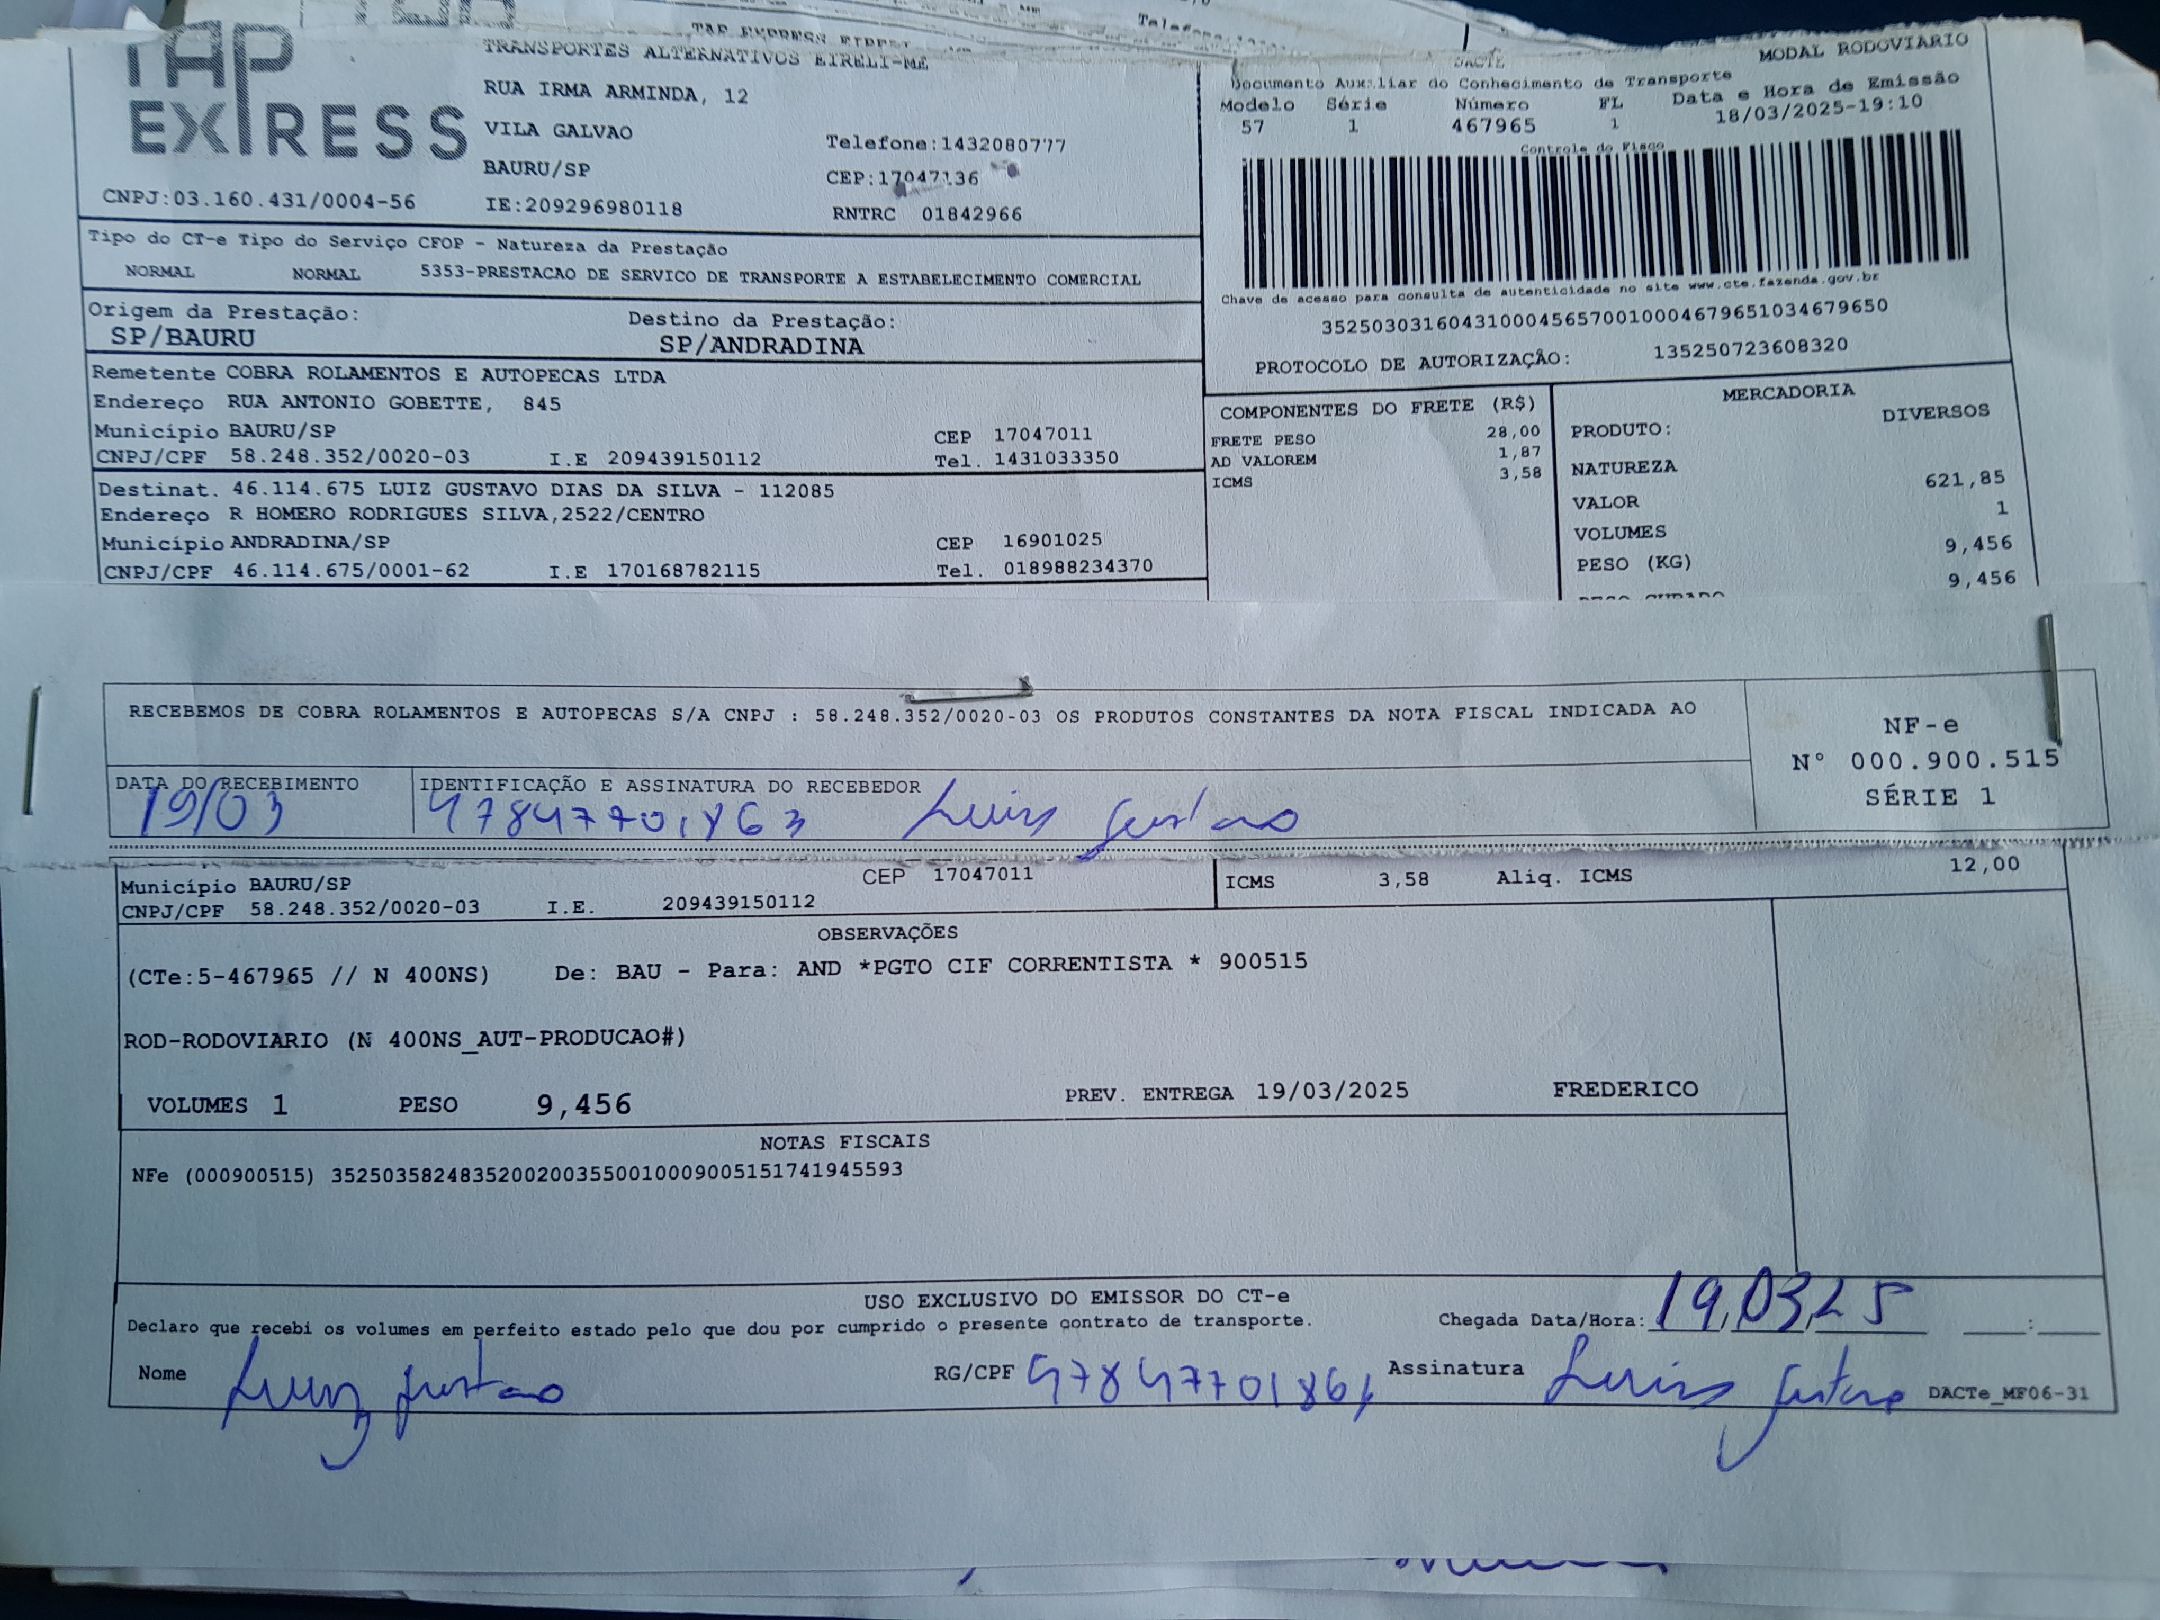 TAP EXPRESS EIRELI
TAP
EXPRESS
TRANSPORTES ALTERNATIVOS EIRELI-ME
RUA IRMA ARMINDA, 12
VILA GALVAO
Telefone:1432080777
BAURU/SP
CEP:17047136
CNPJ:03.160.431/0004-56
IE:209296980118
RNTRC 01842966
DACTE
MODAL RODOVIARIO
Documento Auxiliar do Conhecimento de Transporte
Modelo Série Número FL Data e Hora de Emissão
57 1 467965 1 18/03/2025-19:10
Controle do Fisco
Chave de acesso para consulta de autenticidade no site www.cte.fazenda.gov.br
35250303160431000456570010004679651034679650
PROTOCOLO DE AUTORIZAÇÃO: 135250723608320
Tipo do CT-e Tipo do Serviço CFOP - Natureza da Prestação
NORMAL NORMAL 5353-PRESTACAO DE SERVICO DE TRANSPORTE A ESTABELECIMENTO COMERCIAL
Origem da Prestação: Destino da Prestação:
SP/BAURU SP/ANDRADINA
Remetente COBRA ROLAMENTOS E AUTOPECAS LTDA
Endereço RUA ANTONIO GOBETTE, 845
Município BAURU/SP CEP 17047011
CNPJ/CPF 58.248.352/0020-03 I.E 209439150112 Tel. 1431033350
Destinat. 46.114.675 LUIZ GUSTAVO DIAS DA SILVA - 112085
Endereço R HOMERO RODRIGUES SILVA,2522/CENTRO
Município ANDRADINA/SP CEP 16901025
CNPJ/CPF 46.114.675/0001-62 I.E 170168782115 Tel. 018988234370
COMPONENTES DO FRETE (R$)
FRETE PESO 28,00
AD VALOREM 1,87
ICMS 3,58
MERCADORIA
PRODUTO: DIVERSOS
NATUREZA
VALOR 621,85
VOLUMES 1
PESO (KG) 9,456
PESO CUBADO 9,456
RECEBEMOS DE COBRA ROLAMENTOS E AUTOPECAS S/A CNPJ : 58.248.352/0020-03 OS PRODUTOS CONSTANTES DA NOTA FISCAL INDICADA AO
NF-e
Nº 000.900.515
SÉRIE 1
DATA DO RECEBIMENTO IDENTIFICAÇÃO E ASSINATURA DO RECEBEDOR
19/03 47847701863 Luiz Gustavo
Município BAURU/SP CEP 17047011
CNPJ/CPF 58.248.352/0020-03 I.E. 209439150112
ICMS 3,58 Aliq. ICMS 12,00
OBSERVAÇÕES
(CTe:5-467965 // N 400NS) De: BAU - Para: AND *PGTO CIF CORRENTISTA * 900515
ROD-RODOVIARIO (N 400NS_AUT-PRODUCAO#)
VOLUMES 1 PESO 9,456 PREV. ENTREGA 19/03/2025 FREDERICO
NOTAS FISCAIS
NFe (000900515) 35250358248352002003550010009005151741945593
USO EXCLUSIVO DO EMISSOR DO CT-e
Declaro que recebi os volumes em perfeito estado pelo que dou por cumprido o presente contrato de transporte.
Chegada Data/Hora: 19,03,25 :
Nome Luiz Gustavo RG/CPF Assinatura Luiz Gustavo DACTe_MF06-31